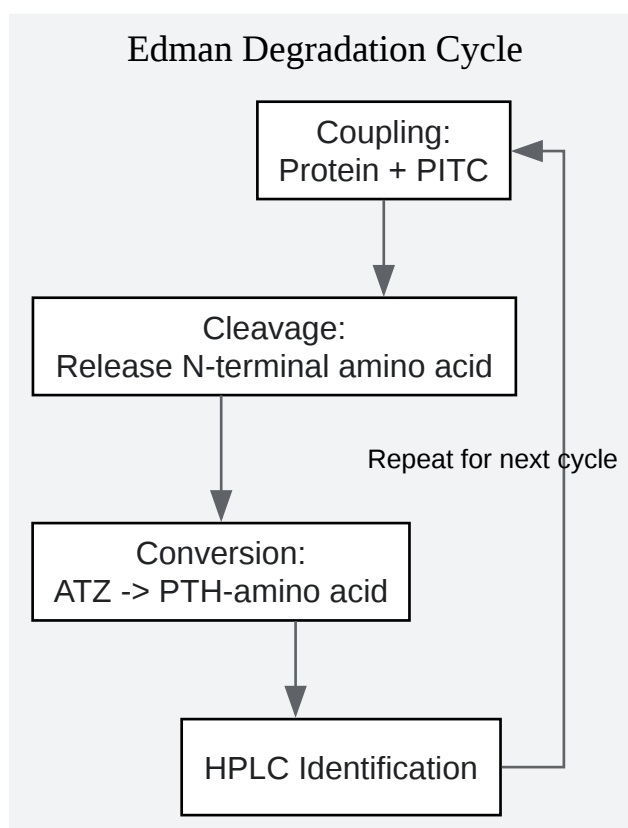 Edman Degradation Cycle
Coupling:
Protein + PITC
Cleavage:
Release N-terminal amino acid
Repeat for next cycle
Conversion:
ATZ -> PTH-amino acid
HPLC Identification